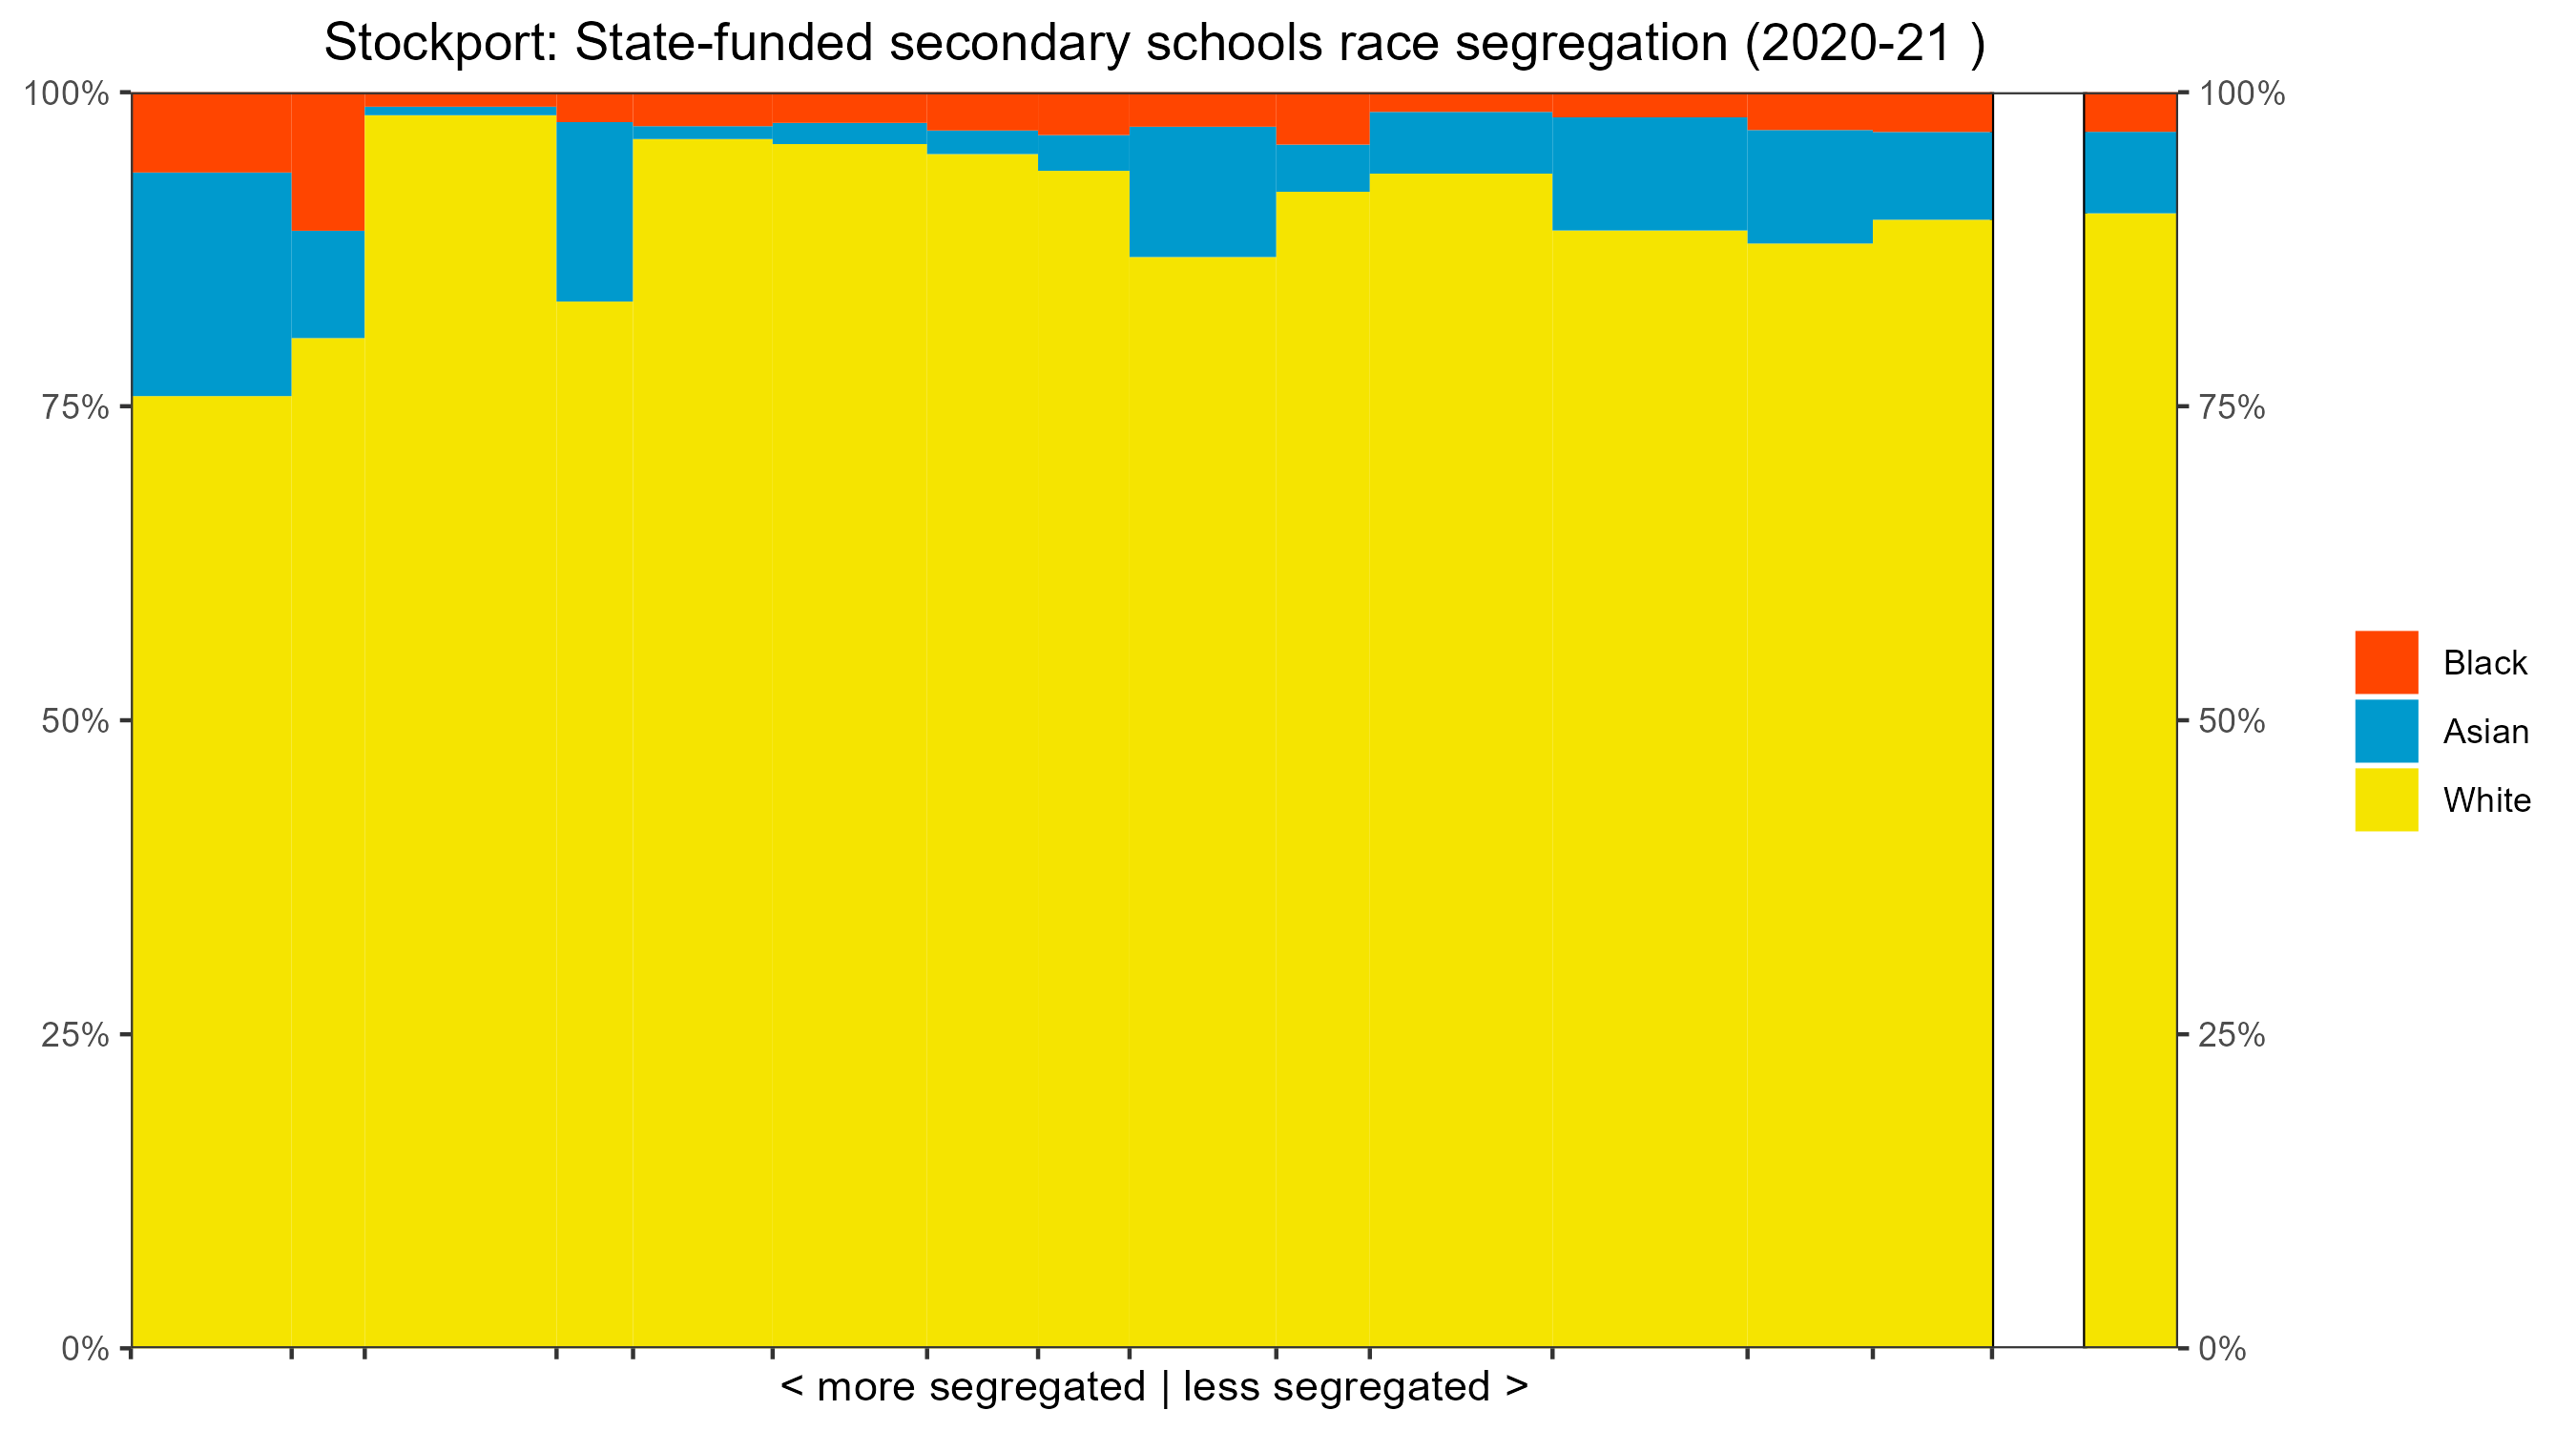 Stockport: State-funded secondary schools race segregation (2020-21 )
100%
75%
50%
25%
0%
100%
75%
50%
25%
0%
Black
Asian
White
< more segregated | less segregated >